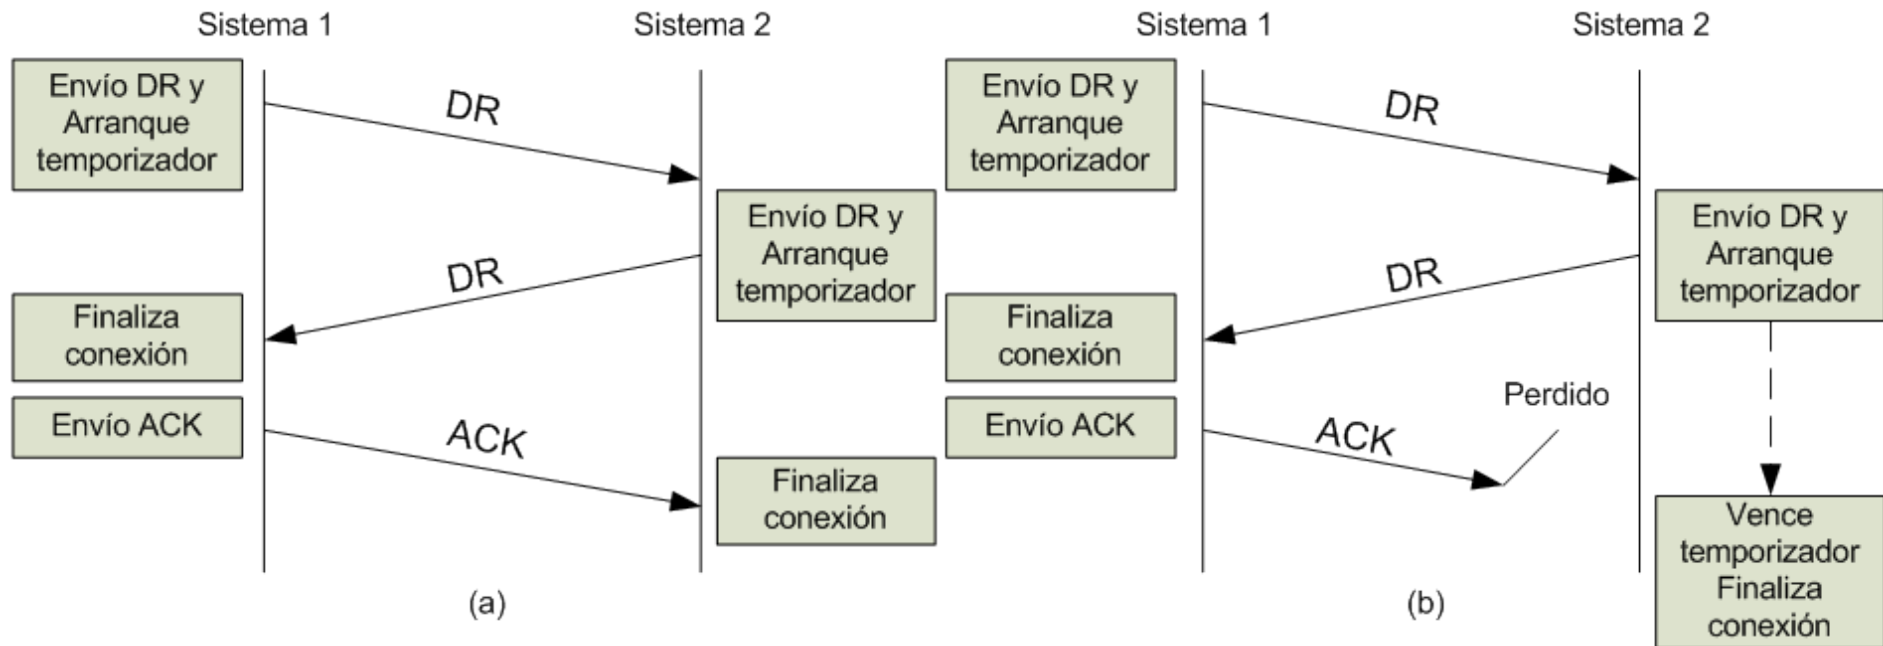 Sistema 1
Sistema 2
Envío DR y
Arranque
temporizador
DR
Envío DR y
Arranque
temporizador
DR
Finaliza
conexión
Envío ACK
ACK
Finaliza
conexión
(a)
Sistema 1
Sistema 2
Envío DR y
Arranque
temporizador
DR
Envío DR y
Arranque
temporizador
DR
Finaliza
conexión
Perdido
Envío ACK
ACK
Vence
temporizador
Finaliza
conexión
(b)